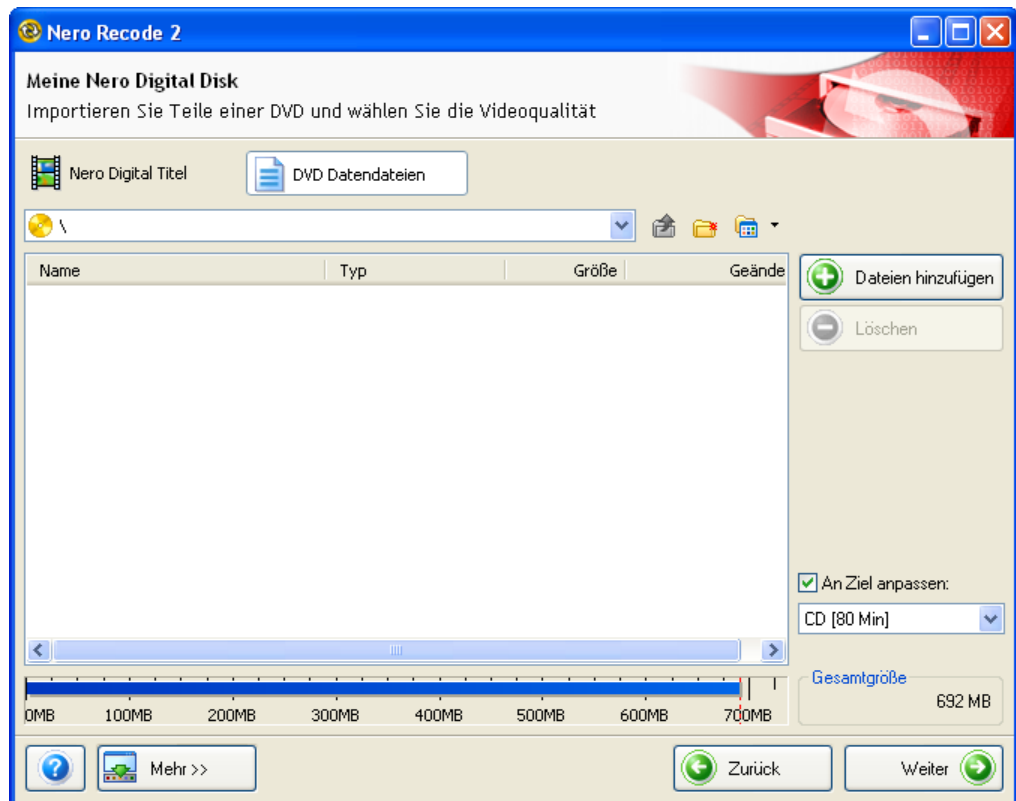 Nero Recode 2
Meine Nero Digital Disk
Importieren Sie Teile einer DVD und wählen Sie die Videoqualität
Nero Digital Titel
DVD Datendateien
\
Name Typ Größe Geände
Dateien hinzufügen
Löschen
An Ziel anpassen:
CD [80 Min]
Gesamtgröße
692 MB
0MB 100MB 200MB 300MB 400MB 500MB 600MB 700MB
Mehr >>
Zurück
Weiter